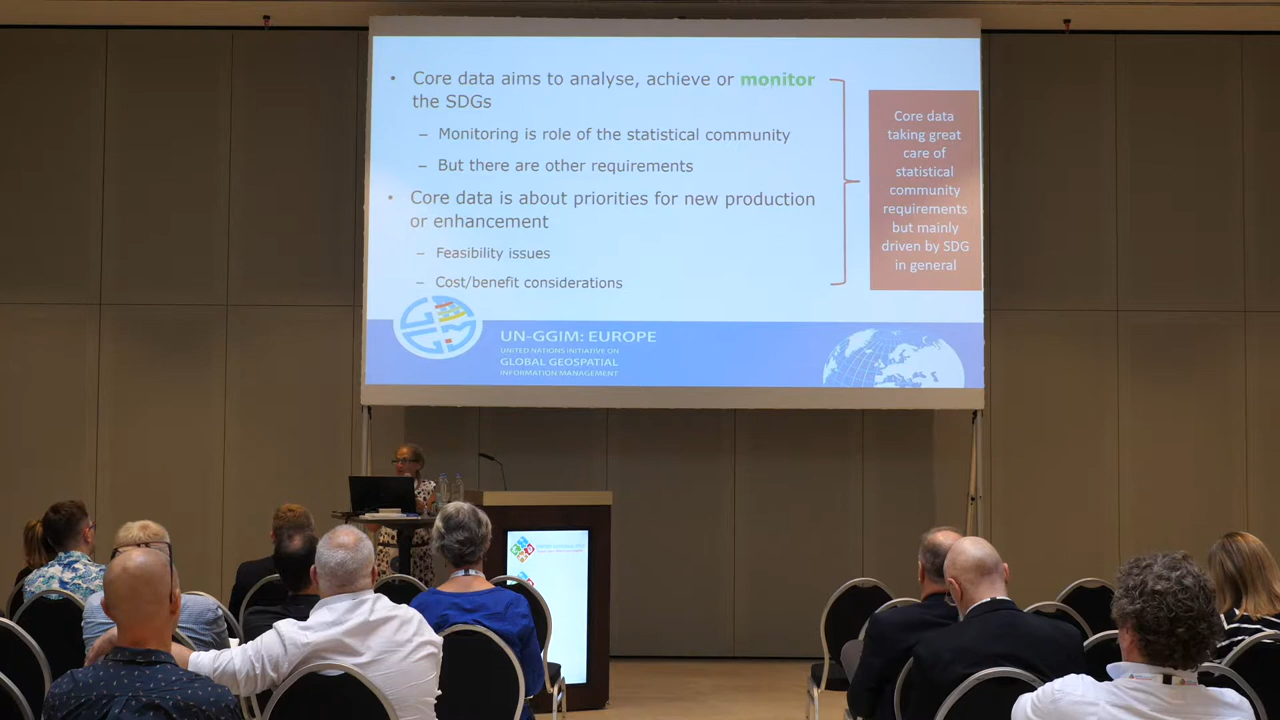 • Core data aims to analyse, achieve or monitor
the SDGs
– Monitoring is role of the statistical community
– But there are other requirements
• Core data is about priorities for new production
or enhancement
– Feasibility issues
– Cost/benefit considerations
Core data
taking great
care of
statistical
community
requirements
but mainly
driven by SDG
in general
UN-GGIM: EUROPE
UNITED NATIONS INITIATIVE ON
GLOBAL GEOSPATIAL
INFORMATION MANAGEMENT